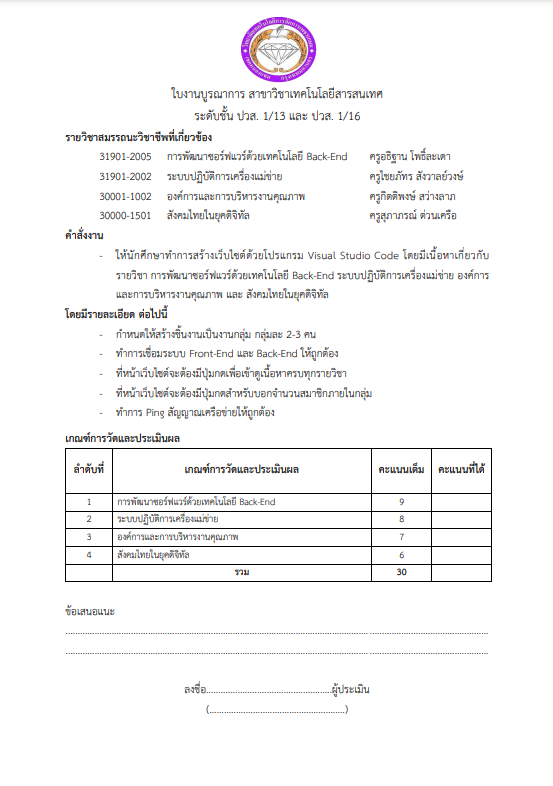 ใบงานบูรณาการ สาขาวิชาเทคโนโลยีสารสนเทศ
ระดับชั้น ปวส. 1/13 และ ปวส. 1/16
รายวิชาสมรรถนะวิชาชีพที่เกี่ยวข้อง
31901-2005 การพัฒนาซอร์ฟแวร์ด้วยเทคโนโลยี Back-End ครูอธิฐาน โพธิ์ละเดา
31901-2002 ระบบปฏิบัติการเครื่องแม่ข่าย ครูไชยภัทร สังวาลย์วงษ์
30001-1002 องค์การและการบริหารงานคุณภาพ ครูกิตติพงษ์ สว่างลาภ
30000-1501 สังคมไทยในยุคดิจิทัล ครูสุภาภรณ์ ด่วนเครือ
คำสั่งงาน
- ให้นักศึกษาทำการสร้างเว็บไซต์ด้วยโปรแกรม Visual Studio Code โดยมีเนื้อหาเกี่ยวกับ
รายวิชา การพัฒนาซอร์ฟแวร์ด้วยเทคโนโลยี Back-End ระบบปฏิบัติการเครื่องแม่ข่าย องค์การ
และการบริหารงานคุณภาพ และ สังคมไทยในยุคดิจิทัล
โดยมีรายละเอียด ต่อไปนี้
- กำหนดให้สร้างชิ้นงานเป็นงานกลุ่ม กลุ่มละ 2-3 คน
- ทำการเชื่อมระบบ Front-End และ Back-End ให้ถูกต้อง
- ที่หน้าเว็บไซต์จะต้องมีปุ่มกดเพื่อเข้าดูเนื้อหาครบทุกรายวิชา
- ที่หน้าเว็บไซต์จะต้องมีปุ่มกดสำหรับบอกจำนวนสมาชิกภายในกลุ่ม
- ทำการ Ping สัญญาณเครือข่ายให้ถูกต้อง
เกณฑ์การวัดและประเมินผล
ลำดับที่ เกณฑ์การวัดและประเมินผล คะแนนเต็ม คะแนนที่ได้
1 การพัฒนาซอร์ฟแวร์ด้วยเทคโนโลยี Back-End 9
2 ระบบปฏิบัติการเครื่องแม่ข่าย 8
3 องค์การและการบริหารงานคุณภาพ 7
4 สังคมไทยในยุคดิจิทัล 6
รวม 30
ข้อเสนอแนะ
ลงชื่อ....................................................ผู้ประเมิน
(........................................................)